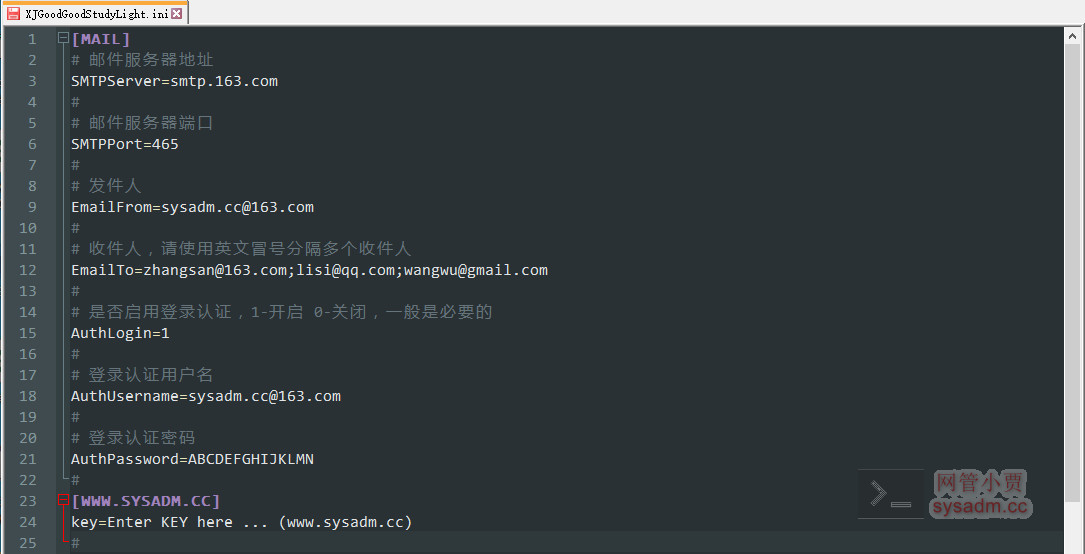 XJGoodGoodStudyLight.ini
1 [MAIL]
2 # 邮件服务器地址
3 SMTPServer=smtp.163.com
4 #
5 # 邮件服务器端口
6 SMTPPort=465
7 #
8 # 发件人
9 EmailFrom=sysadm.cc@163.com
10 #
11 # 收件人，请使用英文冒号分隔多个收件人
12 EmailTo=zhangsan@163.com;lisi@qq.com;wangwu@gmail.com
13 #
14 # 是否启用登录认证，1-开启 0-关闭，一般是必要的
15 AuthLogin=1
16 #
17 # 登录认证用户名
18 AuthUsername=sysadm.cc@163.com
19 #
20 # 登录认证密码
21 AuthPassword=ABCDEFGHIJKLMN
22 #
23 [WWW.SYSADM.CC]
24 key=Enter KEY here ... (www.sysadm.cc)
25 #
网管小贾
sysadm.cc